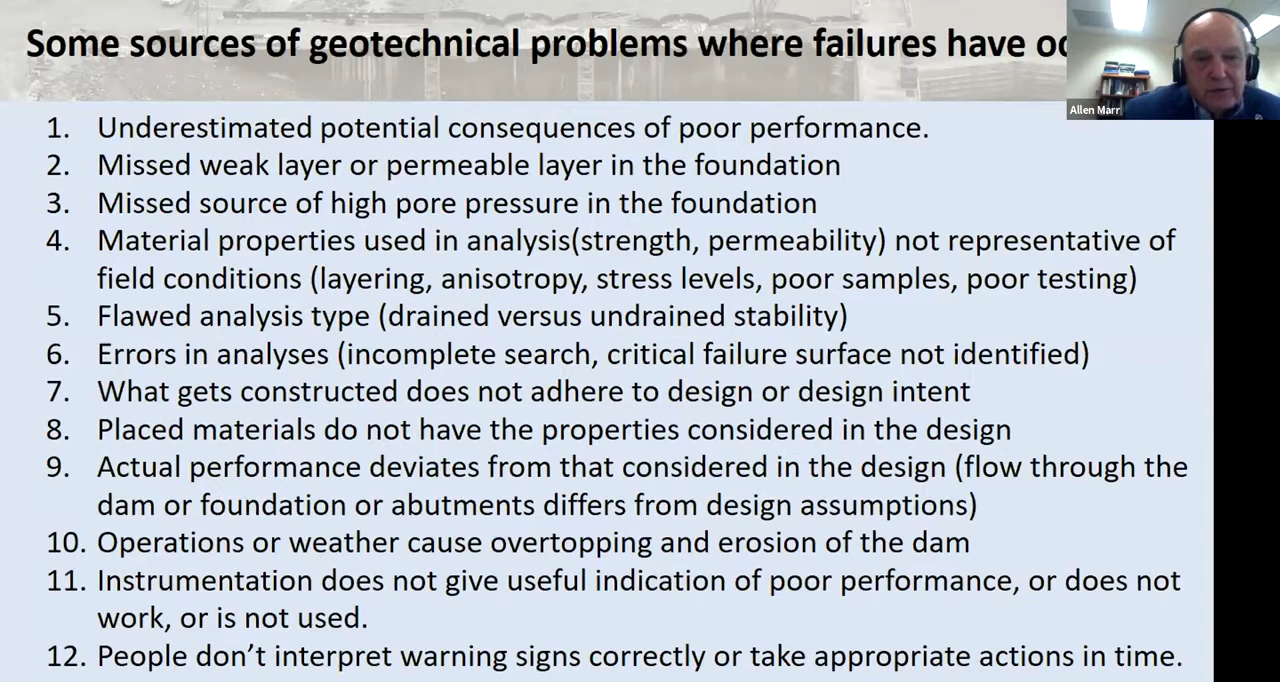 Some sources of geotechnical problems where failures have
Allen Marr
1. Underestimated potential consequences of poor performance.
2. Missed weak layer or permeable layer in the foundation
3. Missed source of high pore pressure in the foundation
4. Material properties used in analysis(strength, permeability) not representative of
field conditions (layering, anisotropy, stress levels, poor samples, poor testing)
5. Flawed analysis type (drained versus undrained stability)
6. Errors in analyses (incomplete search, critical failure surface not identified)
7. What gets constructed does not adhere to design or design intent
8. Placed materials do not have the properties considered in the design
9. Actual performance deviates from that considered in the design (flow through the
dam or foundation or abutments differs from design assumptions)
10. Operations or weather cause overtopping and erosion of the dam
11. Instrumentation does not give useful indication of poor performance, or does not
work, or is not used.
12. People don’t interpret warning signs correctly or take appropriate actions in time.